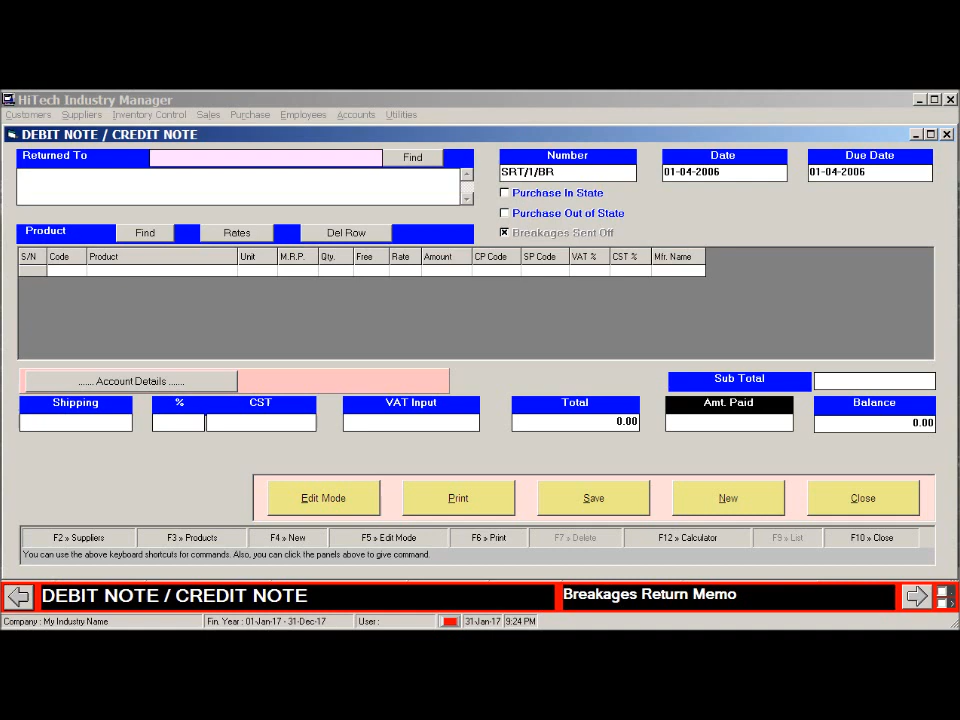 HiTech Industry Manager
Customers Suppliers Inventory Control Sales Purchase Employees Accounts Utilities
DEBIT NOTE / CREDIT NOTE
Returned To Find Number Date Due Date
SRT/1/BR 01-04-2006 01-04-2006
Purchase In State
Purchase Out of State
Product Find Rates Del Row Breakages Sent Off
S/N Code Product Unit M.R.P. Qty. Free Rate Amount CP Code SP Code VAT % CST % Mfr. Name
....... Account Details ...... Sub Total
Shipping % CST VAT Input Total Amt. Paid Balance
0.00 0.00
Edit Mode Print Save New Close
F2 » Suppliers F3 » Products F4 » New F5 » Edit Mode F6 » Print F7 » Delete F12 » Calculator F9 » List F10 » Close
You can use the above keyboard shortcuts for commands. Also, you can click the panels above to give command.
DEBIT NOTE / CREDIT NOTE Breakages Return Memo
Company : My Industry Name Fin. Year : 01-Jan-17 - 31-Dec-17 User : 31-Jan-17 9:24 PM